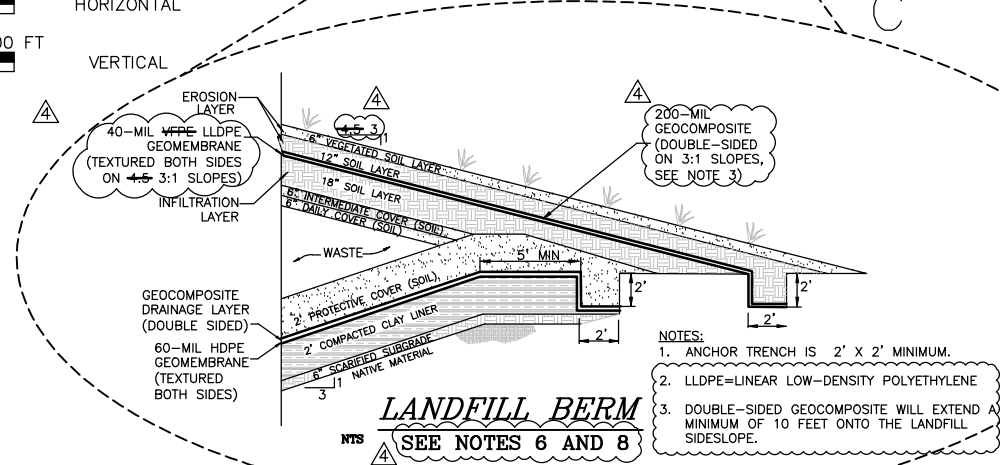 HORIZONTAL
00 FT
VERTICAL
C
4
EROSION
LAYER
4
4.5 3
1
4
40-MIL VFPE LLDPE
GEOMEMBRANE
(TEXTURED BOTH SIDES
ON 4.5 3:1 SLOPES)
INFILTRATION
LAYER
200-MIL
GEOCOMPOSITE
(DOUBLE-SIDED
ON 3:1 SLOPES,
SEE NOTE 3)
6" VEGETATED SOIL LAYER
12" SOIL LAYER
18" SOIL LAYER
6" INTERMEDIATE COVER (SOIL)
6" DAILY COVER (SOIL)
WASTE
5' MIN
2'
2'
2'
2'
GEOCOMPOSITE
DRAINAGE LAYER
(DOUBLE SIDED)
2' PROTECTIVE COVER (SOIL)
2' COMPACTED CLAY LINER
6" SCARIFIED SUBGRADE
NATIVE MATERIAL
1
3
60-MIL HDPE
GEOMEMBRANE
(TEXTURED
BOTH SIDES)
NOTES:
1. ANCHOR TRENCH IS 2' X 2' MINIMUM.
2. LLDPE=LINEAR LOW-DENSITY POLYETHYLENE
3. DOUBLE-SIDED GEOCOMPOSITE WILL EXTEND A
MINIMUM OF 10 FEET ONTO THE LANDFILL
SIDESLOPE.
LANDFILL BERM
NTS
4
SEE NOTES 6 AND 8